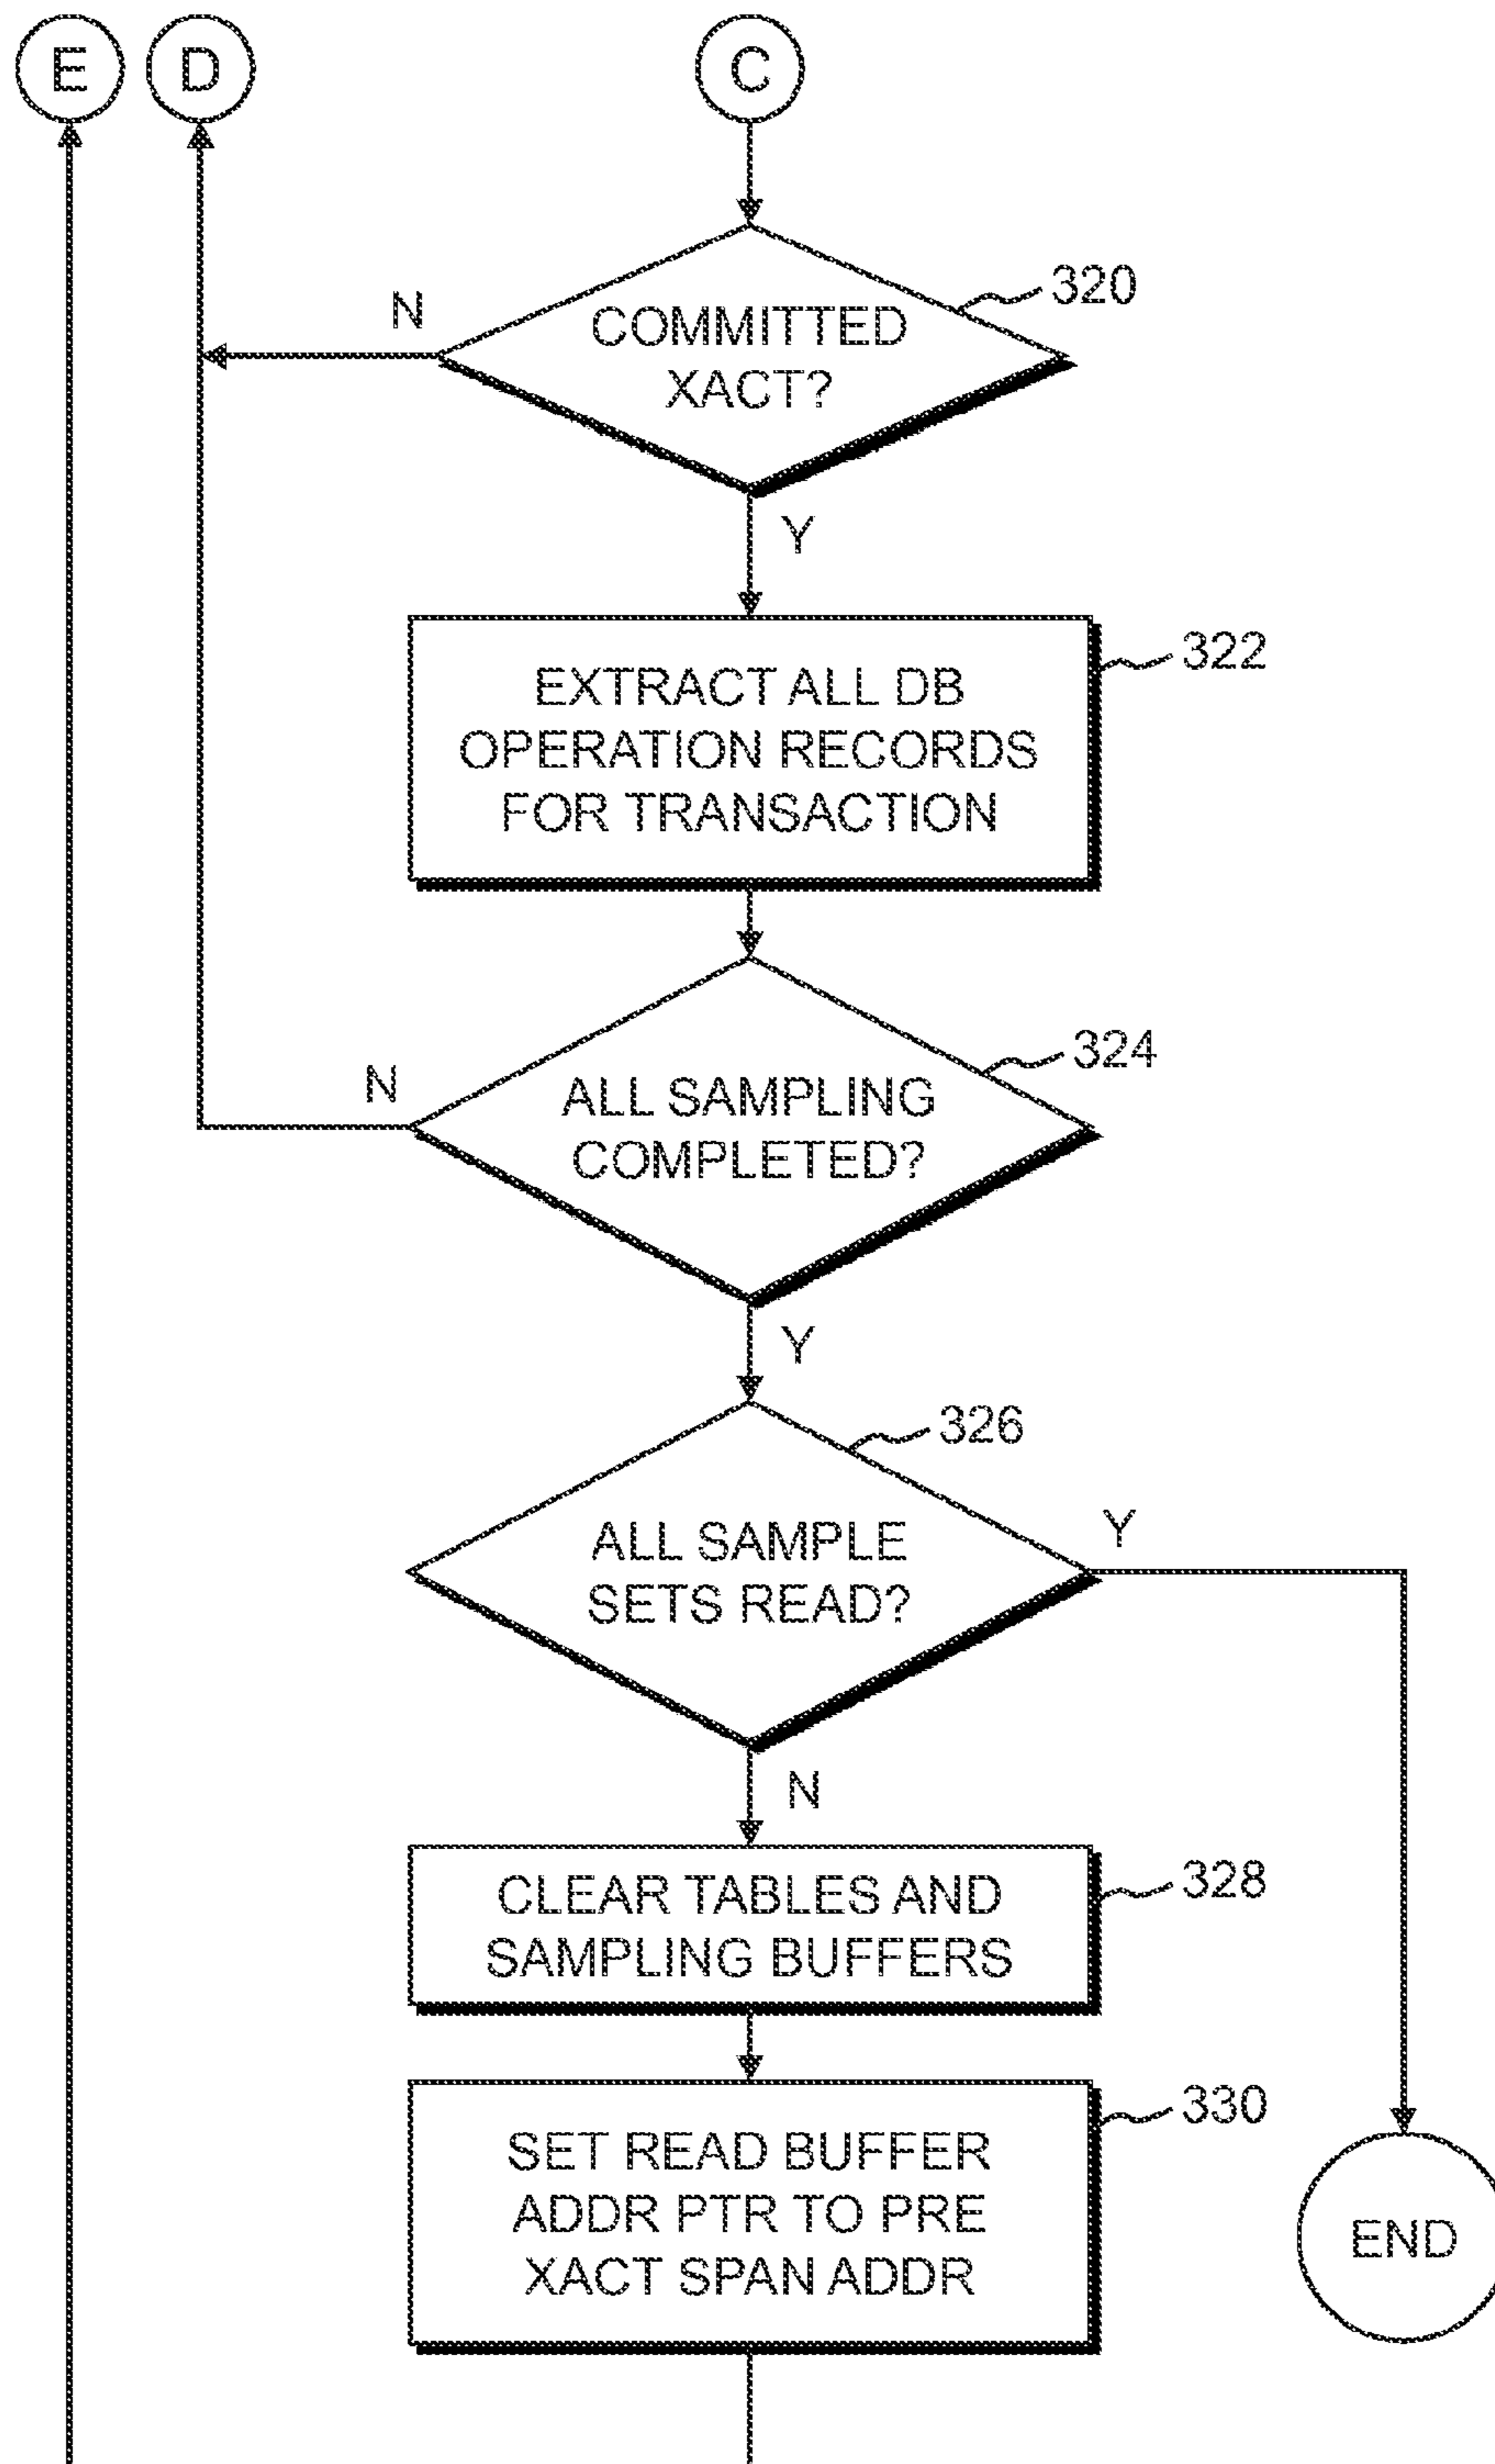 E
D
C
320
COMMITTED
XACT?
N
Y
322
EXTRACT ALL DB
OPERATION RECORDS
FOR TRANSACTION
324
ALL SAMPLING
COMPLETED?
N
Y
326
ALL SAMPLE
SETS READ?
Y
N
328
CLEAR TABLES AND
SAMPLING BUFFERS
330
SET READ BUFFER
ADDR PTR TO PRE
XACT SPAN ADDR
END